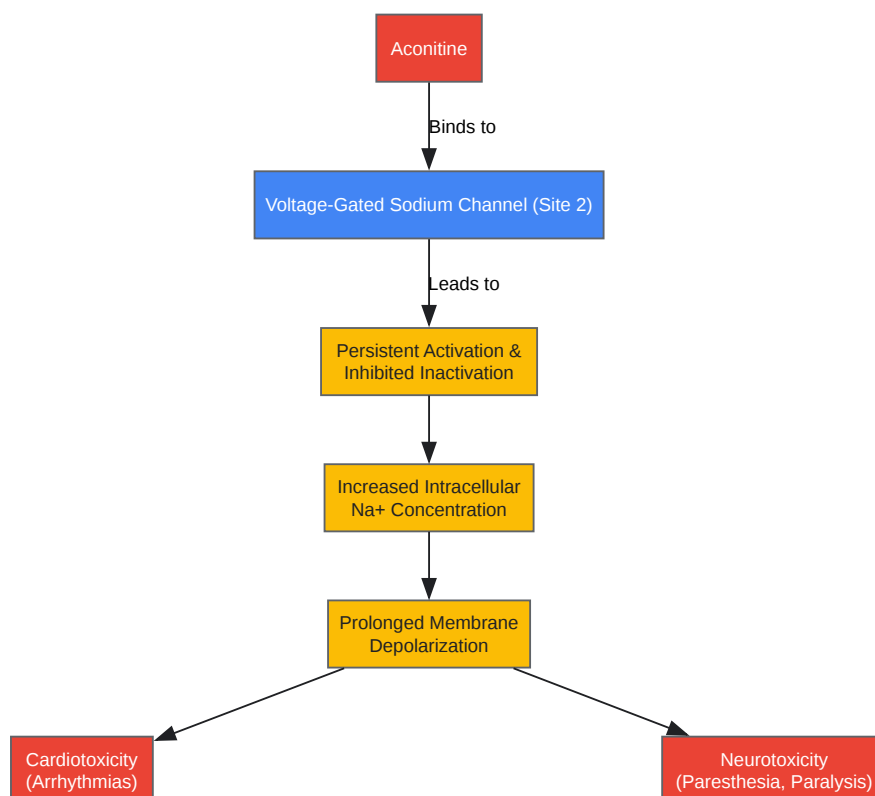 Aconitine
Binds to
Voltage-Gated Sodium Channel (Site 2)
Leads to
Persistent Activation &
Inhibited Inactivation
Increased Intracellular
Na+ Concentration
Prolonged Membrane
Depolarization
Cardiotoxicity
(Arrhythmias)
Neurotoxicity
(Paresthesia, Paralysis)